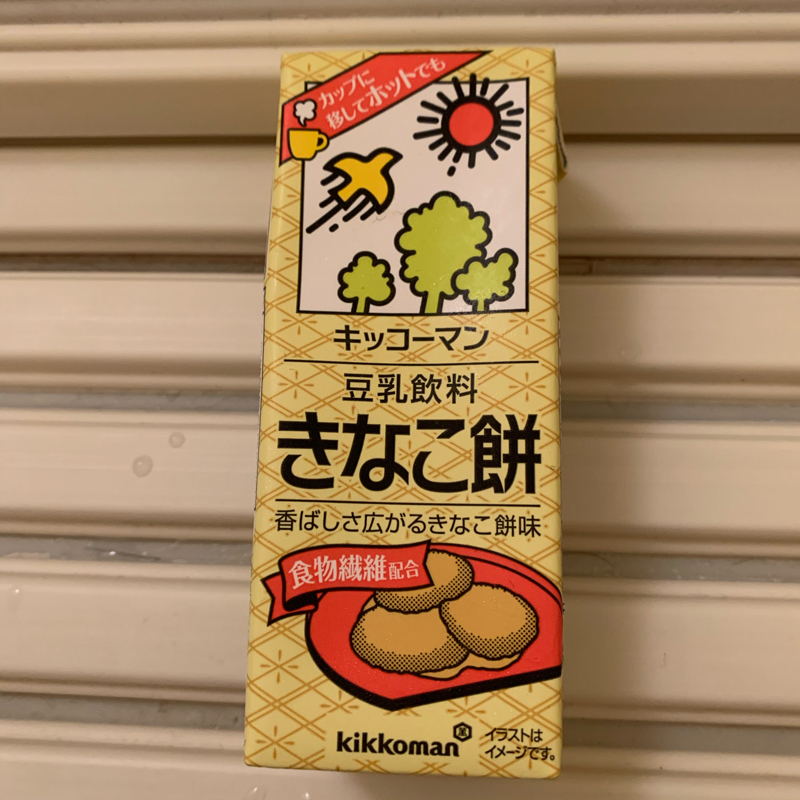 カップに
移してホットでも
キッコーマン
豆乳飲料
きなこ餅
香ばしさ広がるきなこ餅味
食物繊維配合
kikkoman
イラストは
イメージです。